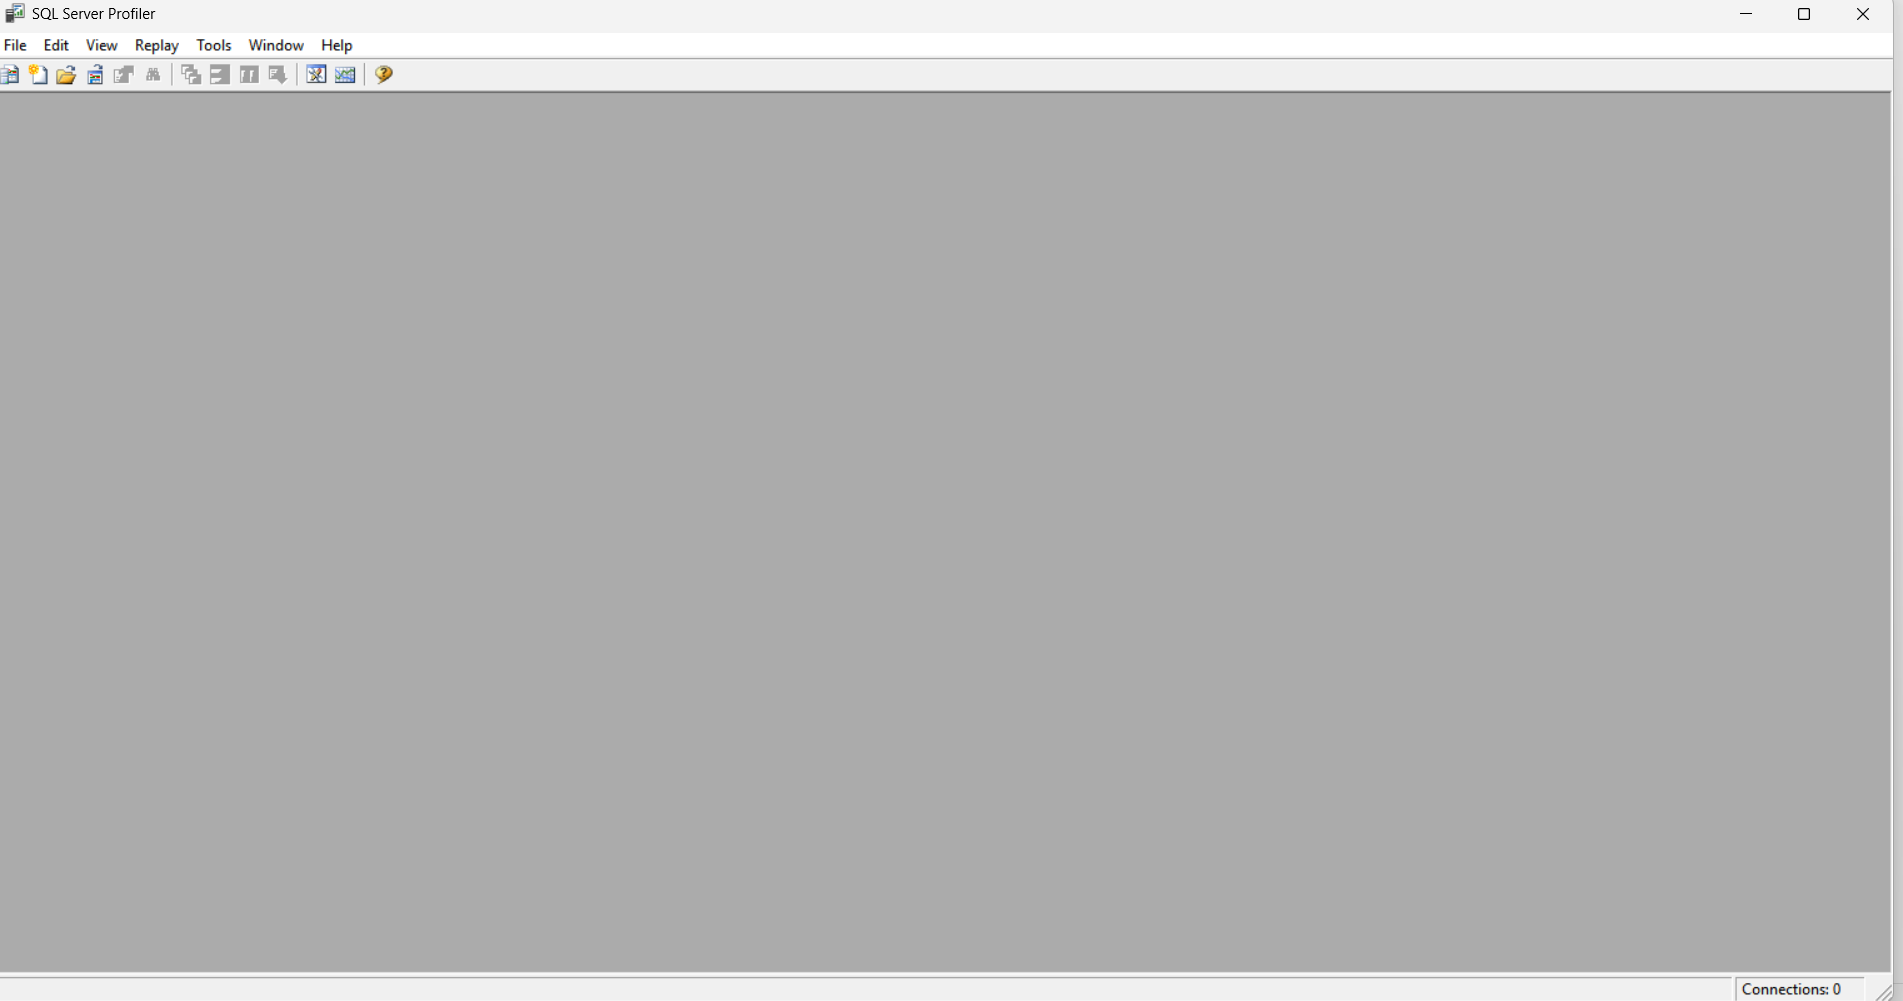 SQL Server Profiler
File Edit View Replay Tools Window Help
Connections: 0